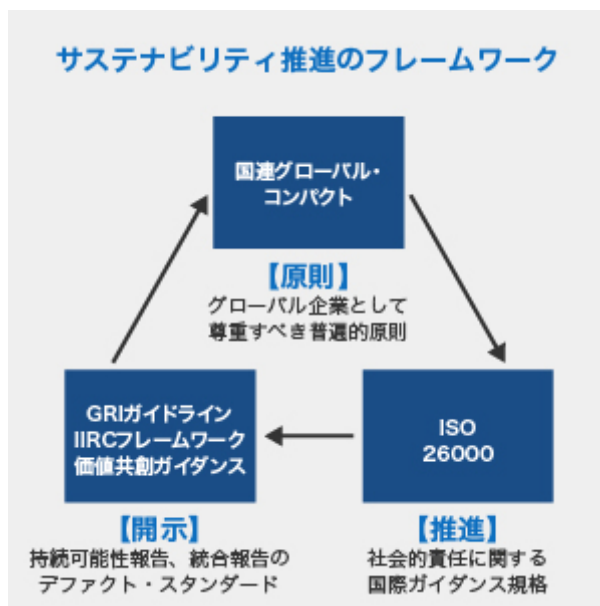 サステナビリティ推進のフレームワーク
国連グローバル・
コンパクト
【原則】
グローバル企業として
尊重すべき普遍的原則
GRIガイドライン
IIRCフレームワーク
価値共創ガイダンス
【開示】
持続可能性報告、統合報告の
デファクト・スタンダード
ISO
26000
【推進】
社会的責任に関する
国際ガイダンス規格